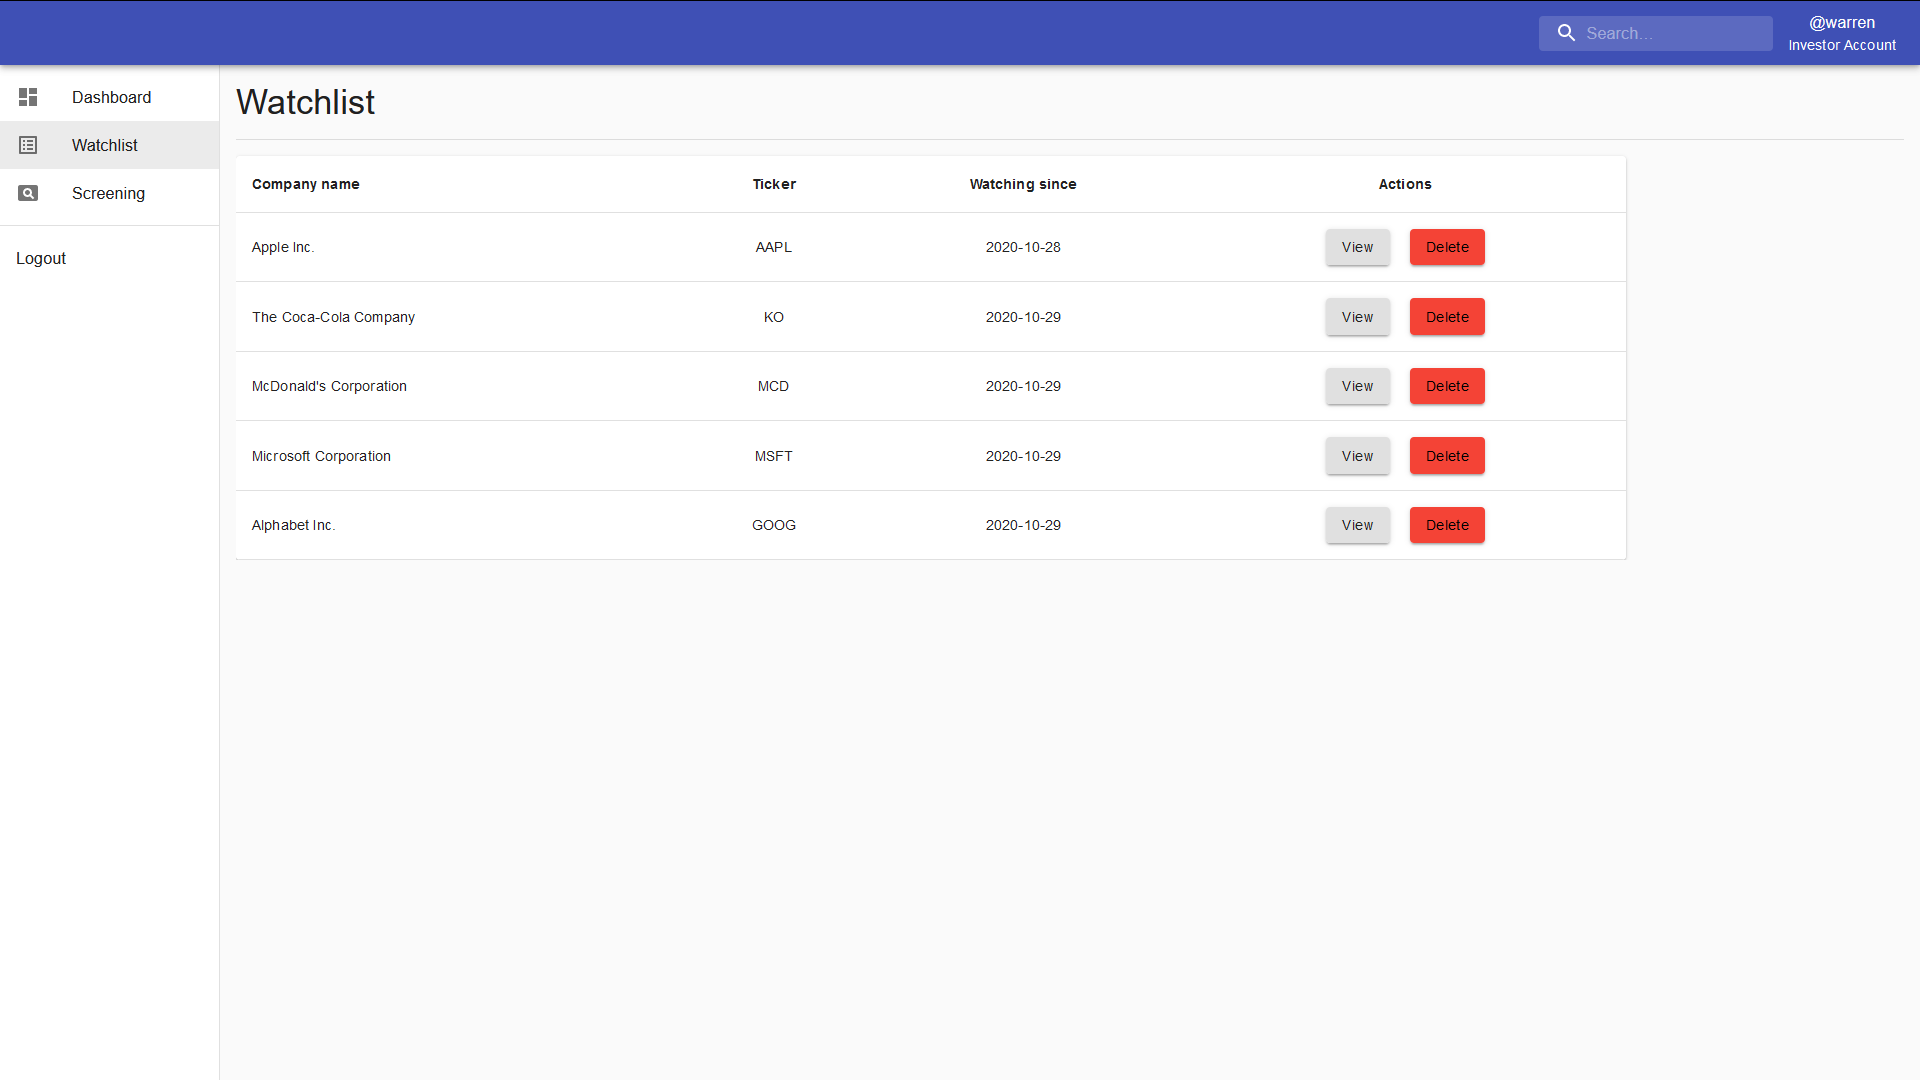 Search...
@warren
Investor Account
Dashboard
Watchlist
Screening
Logout
Watchlist
Company name Ticker Watching since Actions
Apple Inc. AAPL 2020-10-28 View Delete
The Coca-Cola Company KO 2020-10-29 View Delete
McDonald's Corporation MCD 2020-10-29 View Delete
Microsoft Corporation MSFT 2020-10-29 View Delete
Alphabet Inc. GOOG 2020-10-29 View Delete